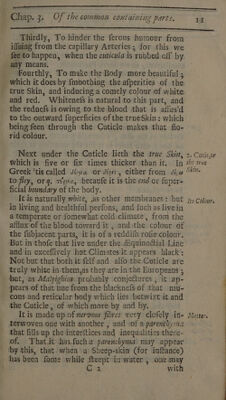 Chap. 3. Of the common containing parts. 11
Thirdly, To hinder the serous humour from
issuing from the capillary Arteries; for this we
see to happen, when the cuticula is rubbed off by
any means.
Fourthly, To make the Body more beautiful;
which it does by smoothing the asperities of the
true Skin, and inducing a comely colour of white
and red. Whiteness is natural to this part, and
the redness is owing to the blood that is affus'd
to the outward superficies of the true Skin: which
being seen through the Cuticle makes that flo-
rid colour.
Next under the Cuticle lieth the true Skin, 2. Cutis, or
which is five or six times thicker than it. In the true
Greek 'tis called or either from Skin.
to fley, or q. because it is the end or super-
ficial boundary of the body.
It is naturally white, as other membranes: but Its Colour.
in living and healthful persons, and such as live in
a temperate or somewhat cold climate, from the
afflux of the blood toward it, and the colour of
the subjacent parts, it is of a reddish rosie colour.
But in those that live under the Æquinoctial Line
and in excessively hot Climates it appears black:
Not but that both it self and also the Cuticle are
truly white in them, as they are in the Europeans;
but, as Malpighius probably conjectures, it ap-
pears of that hue from the blackness of that mu-
cous and reticular body which lies betwixt it and
the Cuticle, of which more by and by.
It is made up of nervous fibres very closely in- Matter.
terwoven one with another, and of a parenchyma
that fills up the interstices and inequalities there-
of. That it has such a parenchyma may appear
by this, that when a Sheep-skin (for instance)
has been some while steept in water, one may
C 2 with